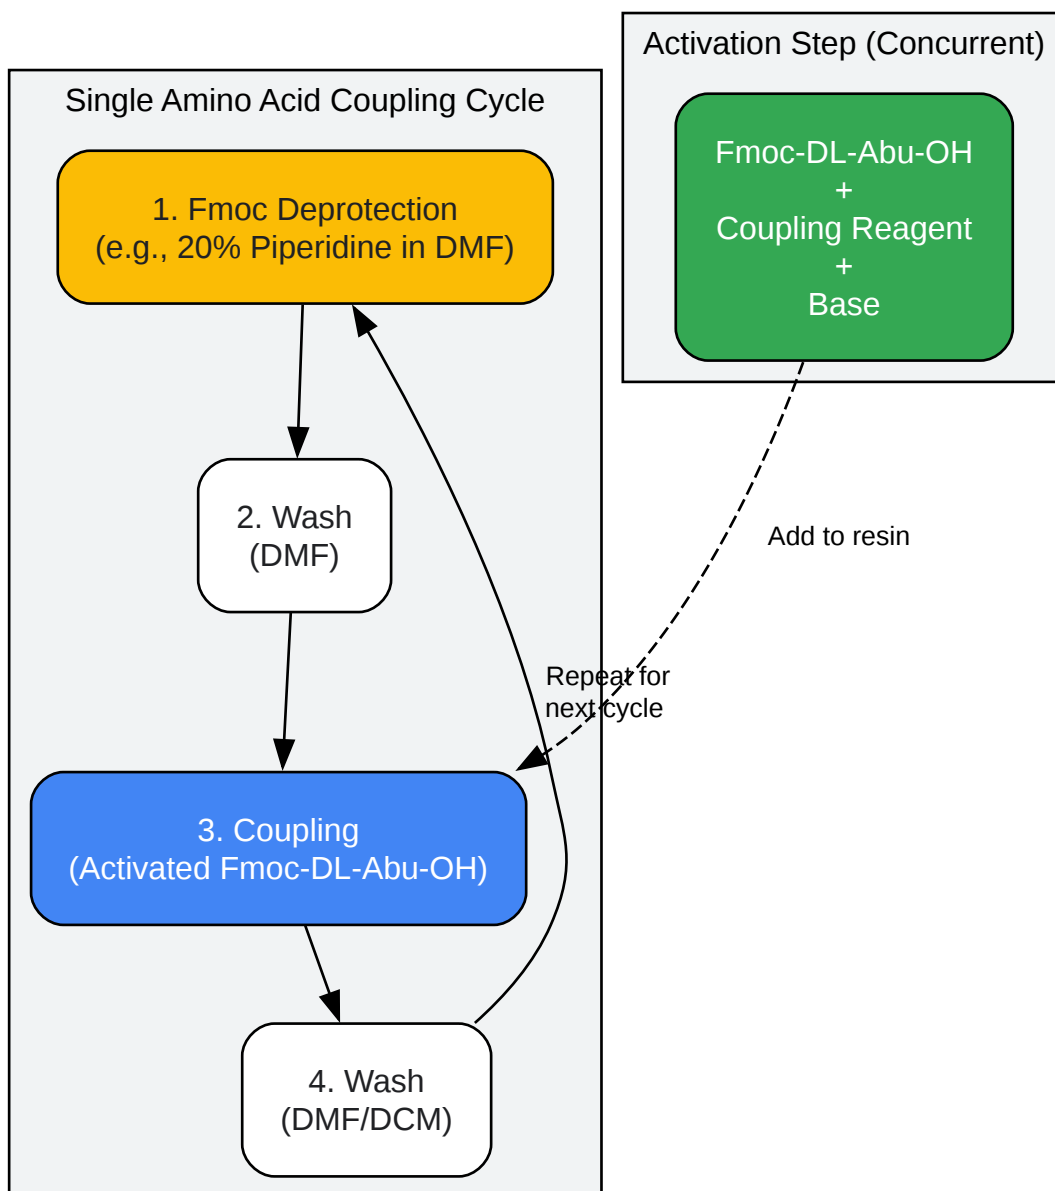 Activation Step (Concurrent)
Fmoc-DL-Abu-OH
+
Coupling Reagent
+
Base
Single Amino Acid Coupling Cycle
1. Fmoc Deprotection
(e.g., 20% Piperidine in DMF)
2. Wash
(DMF)
Add to resin
Repeat for
next cycle
3. Coupling
(Activated Fmoc-DL-Abu-OH)
4. Wash
(DMF/DCM)